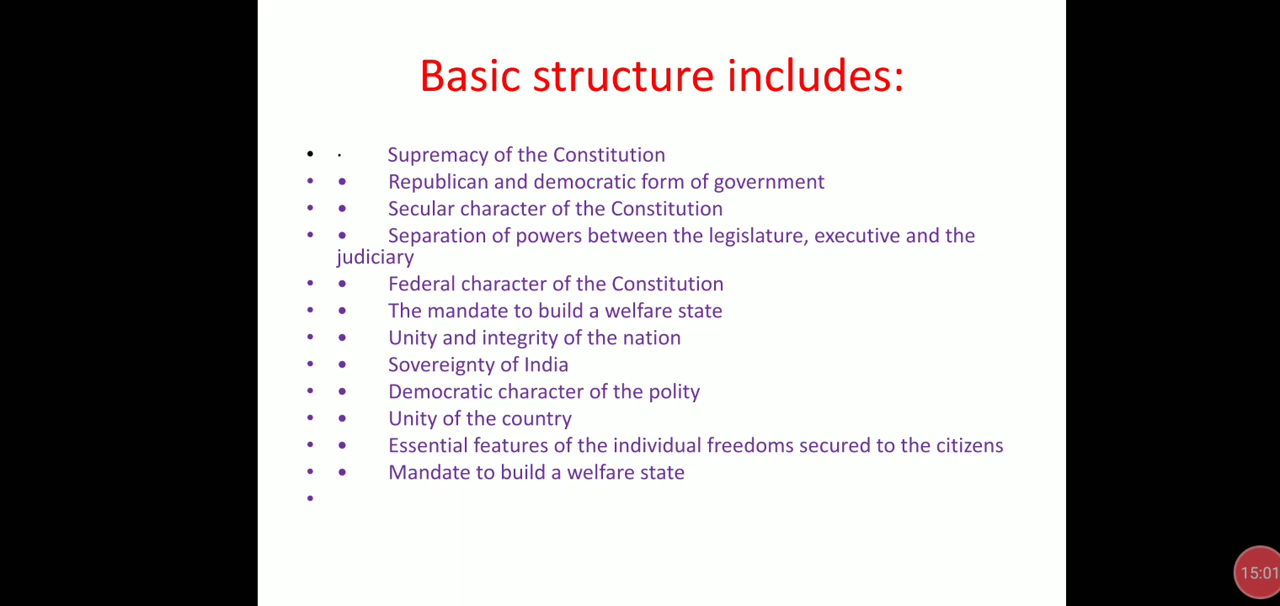 Basic structure includes:
• · Supremacy of the Constitution
• • Republican and democratic form of government
• • Secular character of the Constitution
• • Separation of powers between the legislature, executive and the
judiciary
• • Federal character of the Constitution
• • The mandate to build a welfare state
• • Unity and integrity of the nation
• • Sovereignty of India
• • Democratic character of the polity
• • Unity of the country
• • Essential features of the individual freedoms secured to the citizens
• • Mandate to build a welfare state
•
15:01